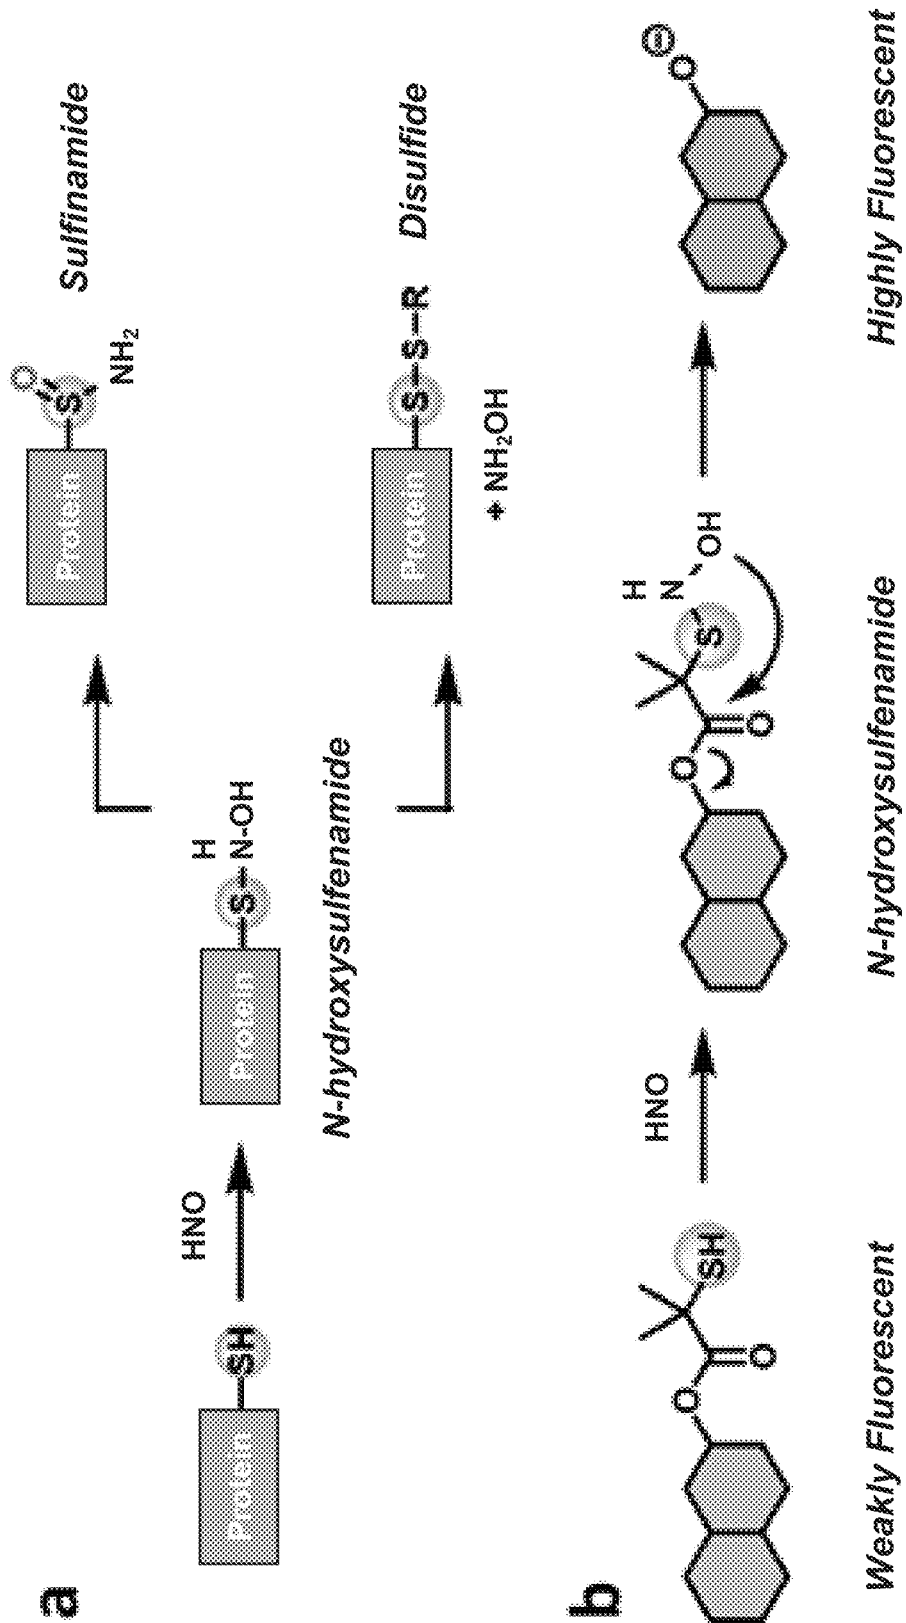 a
Protein
SH
HNO
Protein
S
H
N-OH
N-hydroxysulfenamide
Protein
S
O
NH₂
Sulfinamide
Protein
S-S-R
Disulfide
+ NH₂OH
b
O
O
SH
Weakly Fluorescent
HNO
O
O
S
H
N
OH
N-hydroxysulfenamide
O
⊖
Highly Fluorescent